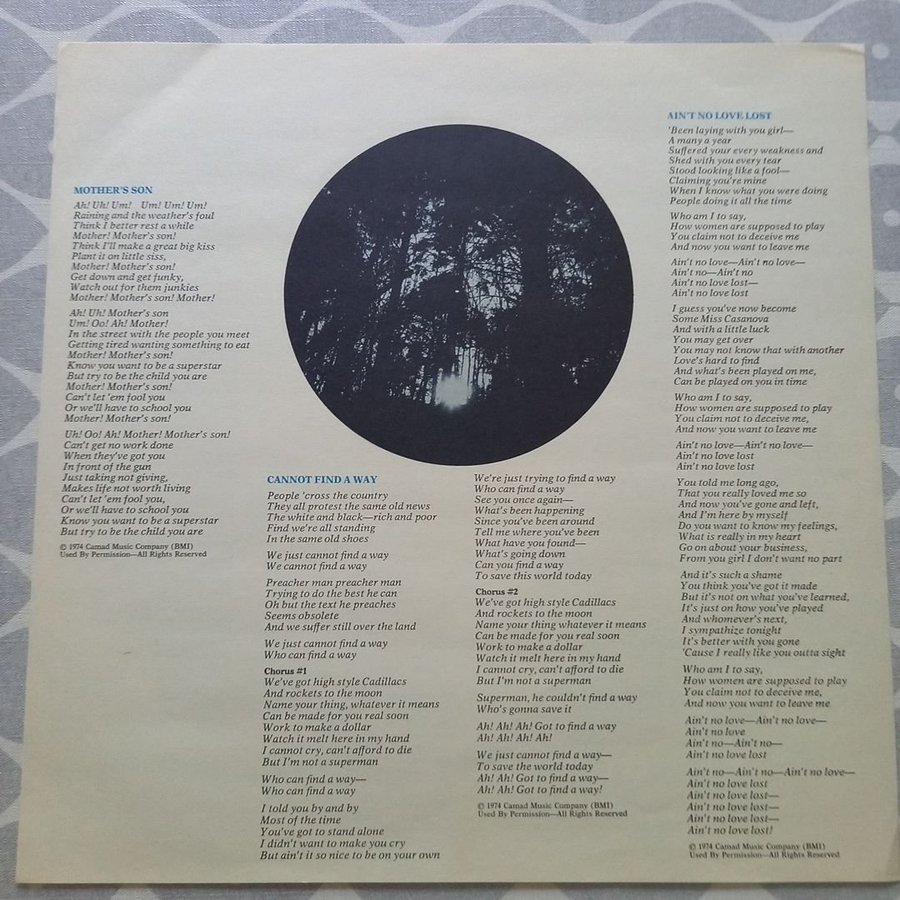 MOTHER'S SON
Ah! Uh! Um! Um! Um! Um!
Raining and the weather's foul
Think I better rest a while
Mother! Mother's son!
Think I'll make a great big kiss
Plant it on little siss,
Mother! Mother's son!
Get down and get funky,
Watch out for them junkies
Mother! Mother's son! Mother!
Ah! Uh! Mother's son
Um! Oo! Ah! Mother!
In the street with the people you meet
Getting tired wanting something to eat
Mother! Mother's son!
Know you want to be a superstar
But try to be the child you are
Mother! Mother's son!
Can't let 'em fool you
Or we'll have to school you
Mother! Mother's son!
Uh! Oo! Ah! Mother! Mother's son!
Can't get no work done
When they've got you
In front of the gun
Just taking not giving,
Makes life not worth living
Can't let 'em fool you,
Or we'll have to school you
Know you want to be a superstar
But try to be the child you are
© 1974 Camad Music Company (BMI)
Used By Permission—All Rights Reserved
CANNOT FIND A WAY
People 'cross the country
They all protest the same old news
The white and black—rich and poor
Find we're all standing
In the same old shoes
We just cannot find a way
We cannot find a way
Preacher man preacher man
Trying to do the best he can
Oh but the text he preaches
Seems obsolete
And we suffer still over the land
We just cannot find a way
Who can find a way
Chorus #1
We've got high style Cadillacs
And rockets to the moon
Name your thing, whatever it means
Can be made for you real soon
Work to make a dollar
Watch it melt here in my hand
I cannot cry, can't afford to die
But I'm not a superman
Who can find a way—
Who can find a way
I told you by and by
Most of the time
You've got to stand alone
I didn't want to make you cry
But ain't it so nice to be on your own
We're just trying to find a way
Who can find a way
See you once again—
What's been happening
Since you've been around
Tell me where you've been
What have you found—
What's going down
Can you find a way
To save this world today
Chorus #2
We've got high style Cadillacs
And rockets to the moon
Name your thing whatever it means
Can be made for you real soon
Work to make a dollar
Watch it melt here in my hand
I cannot cry, can't afford to die
But I'm not a superman
Superman, he couldn't find a way
Who's gonna save it
Ah! Ah! Ah! Got to find a way
Ah! Ah! Ah! Ah!
We just cannot find a way—
To save the world today
Ah! Ah! Got to find a way—
Ah! Ah! Got to find a way!
© 1974 Camad Music Company (BMI)
Used By Permission—All Rights Reserved
AIN'T NO LOVE LOST
'Been laying with you girl—
A many a year
Suffered your every weakness and
Shed with you every tear
Stood looking like a fool—
Claiming you're mine
When I know what you were doing
People doing it all the time
Who am I to say,
How women are supposed to play
You claim not to deceive me
And now you want to leave me
Ain't no love—Ain't no love—
Ain't no—Ain't no
Ain't no love lost—
Ain't no love lost
I guess you've now become
Some Miss Casanova
And with a little luck
You may get over
You may not know that with another
Love's hard to find
And what's been played on me,
Can be played on you in time
Who am I to say,
How women are supposed to play
You claim not to deceive me,
And now you want to leave me
Ain't no love—Ain't no love—
Ain't no love lost
Ain't no love lost
You told me long ago,
That you really loved me so
And now you've gone and left,
And I'm here by myself
Do you want to know my feelings,
What is really in my heart
Go on about your business,
From you girl I don't want no part
And it's such a shame
You think you've got it made
But it's not on what you've learned,
It's just on how you've played
And whomever's next,
I sympathize tonight
It's better with you gone
'Cause I really like you outta sight
Who am I to say,
How women are supposed to play
You claim not to deceive me,
And now you want to leave me
Ain't no love—Ain't no love—
Ain't no love
Ain't no—Ain't no—
Ain't no love lost
Ain't no—Ain't no—Ain't no love—
Ain't no love lost
Ain't no love lost—
Ain't no love lost—
Ain't no love lost—
Ain't no love lost!
© 1974 Camad Music Company (BMI)
Used By Permission—All Rights Reserved